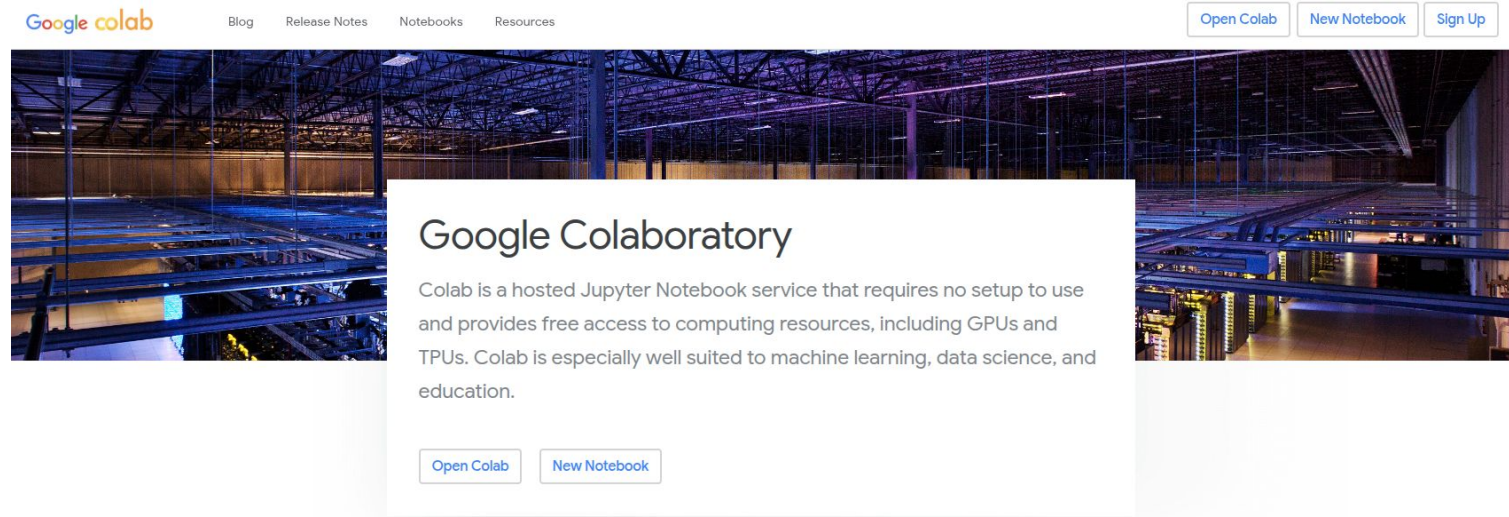 Google colab
Blog Release Notes Notebooks Resources
Open Colab New Notebook Sign Up
Google Colaboratory
Colab is a hosted Jupyter Notebook service that requires no setup to use
and provides free access to computing resources, including GPUs and
TPUs. Colab is especially well suited to machine learning, data science, and
education.
Open Colab New Notebook